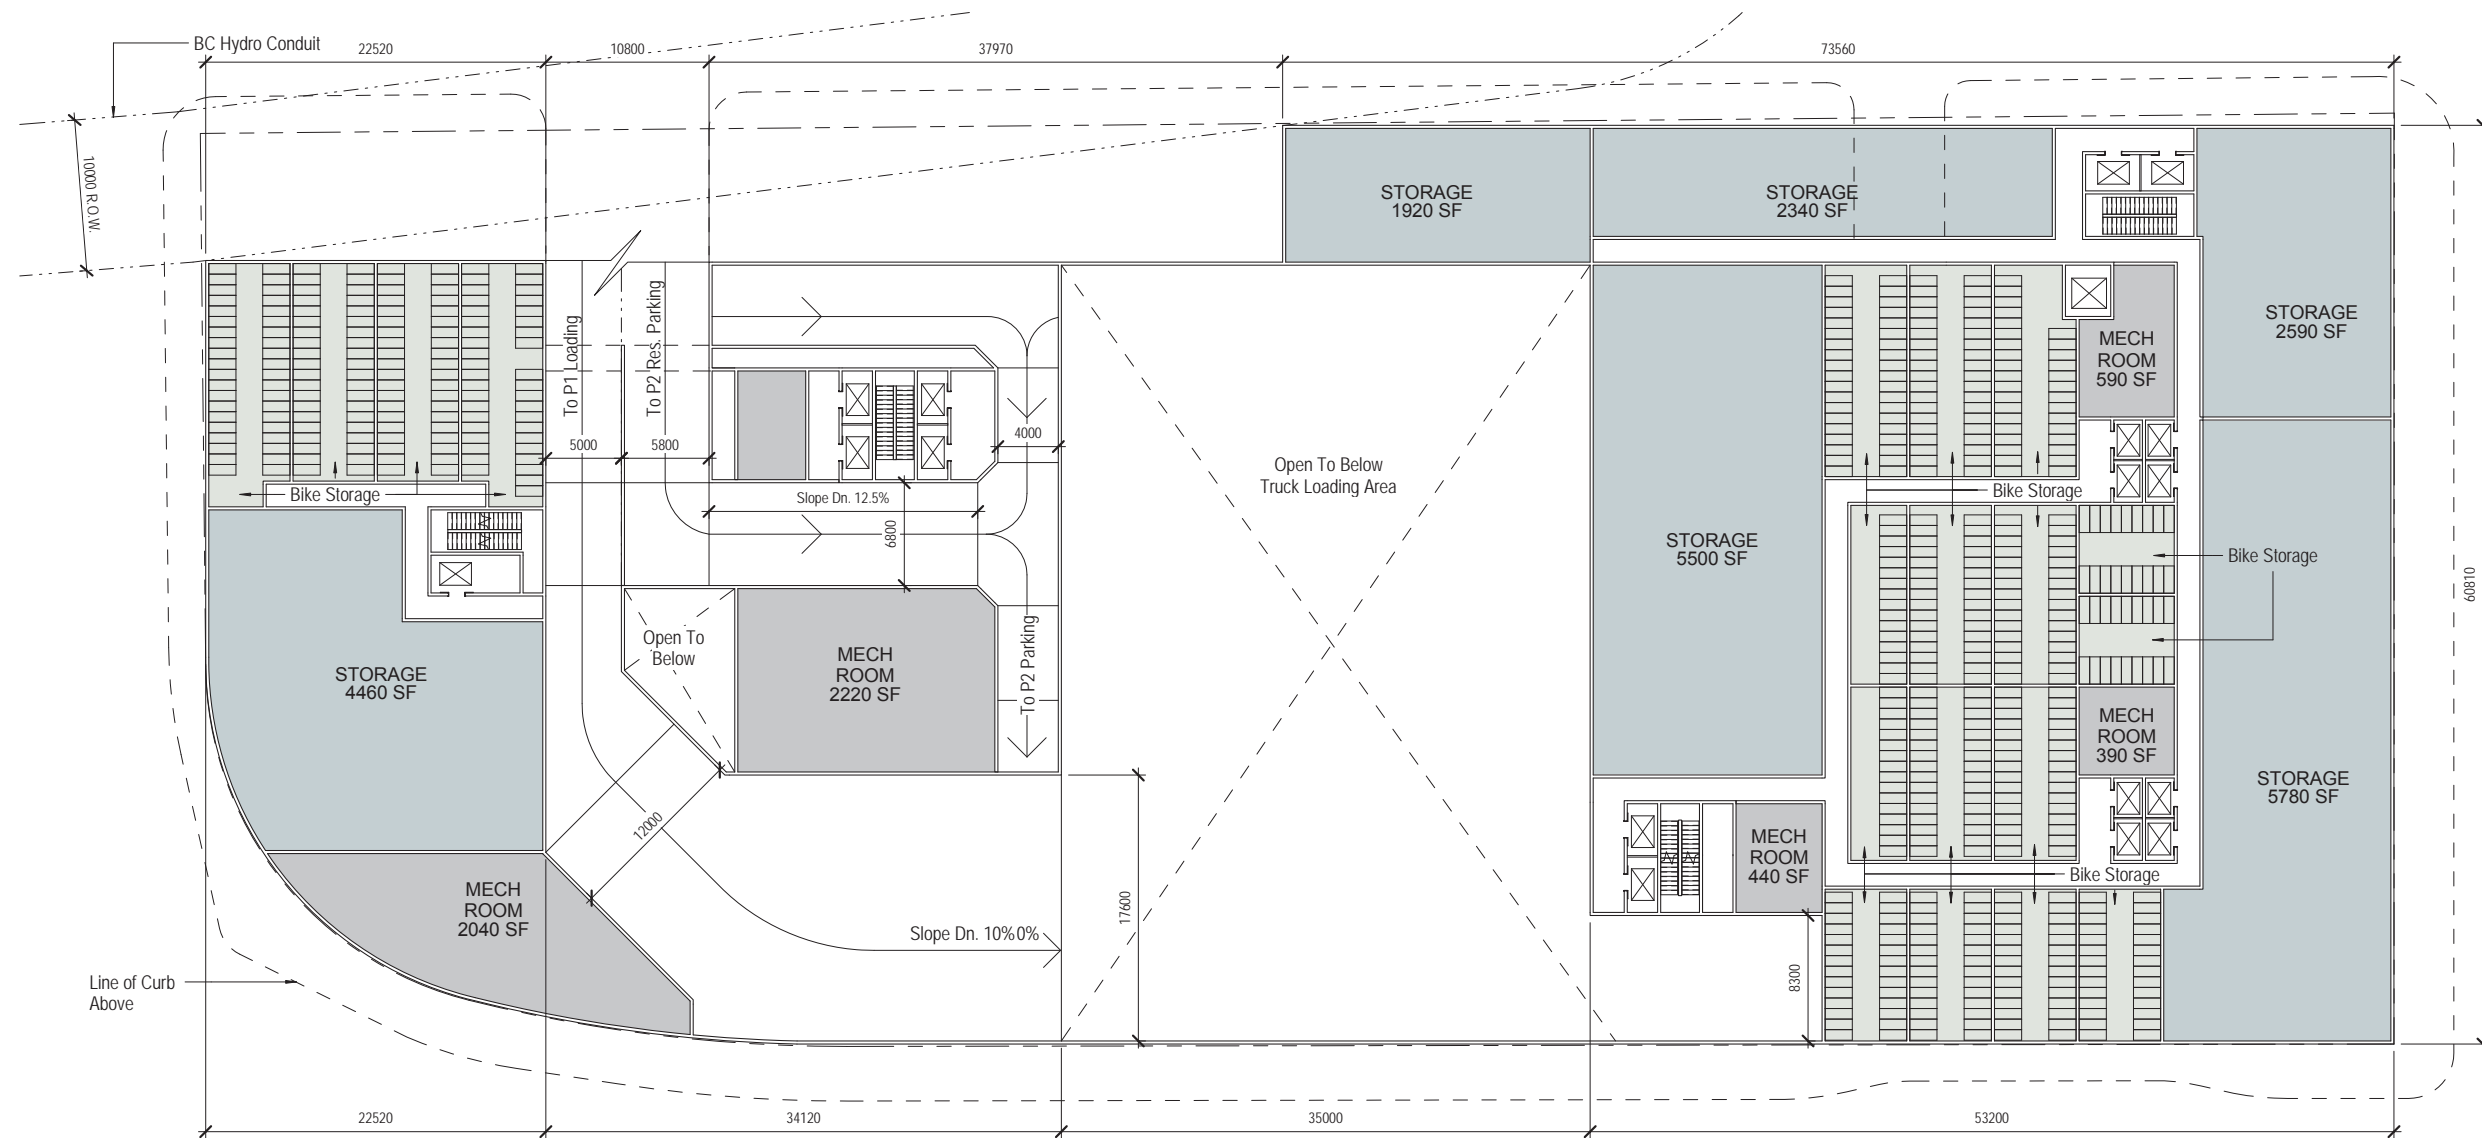 BC Hydro Conduit
22520
10800
37970
73560
10000 R.O.W.
STORAGE
1920 SF
STORAGE
2340 SF
STORAGE
2590 SF
To P1 Loading
To P2 Res. Parking
MECH
ROOM
590 SF
5000
5800
4000
Open To Below
Truck Loading Area
Bike Storage
Slope Dn. 12.5%
Bike Storage
6800
STORAGE
5500 SF
Bike Storage
60810
Open To
Below
MECH
ROOM
2220 SF
To P2 Parking
STORAGE
4460 SF
MECH
ROOM
390 SF
STORAGE
5780 SF
12000
MECH
ROOM
440 SF
Bike Storage
MECH
ROOM
2040 SF
17600
Slope Dn. 10%0%
8300
Line of Curb
Above
22520
34120
35000
53200